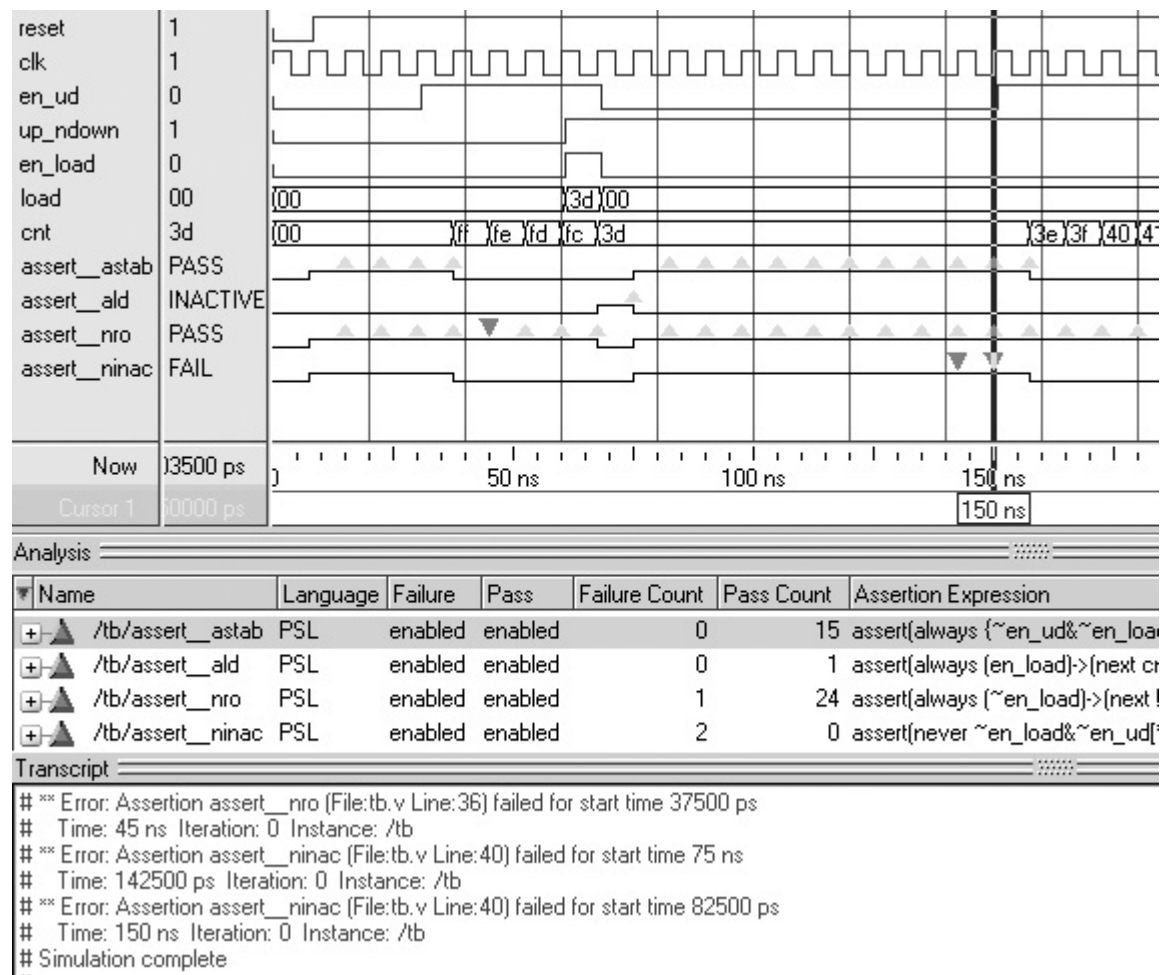 reset 1
clk 1
en_ud 0
up_ndown 1
en_load 0
load 00 00 3d 00
cnt 3d 00 ff fe fd fc 3d 3e 3f 40 41
assert__astab PASS
assert__ald INACTIVE
assert__nro PASS
assert__ninac FAIL
Now 03500 ps 50 ns 100 ns 150 ns
Cursor 1 50000 ps 150 ns
Analysis
Name Language Failure Pass Failure Count Pass Count Assertion Expression
/tb/assert__astab PSL enabled enabled 0 15 assert(always {~en_ud&~en_loa
/tb/assert__ald PSL enabled enabled 0 1 assert(always (en_load)->(next cr
/tb/assert__nro PSL enabled enabled 1 24 assert(always (~en_load)->(next !
/tb/assert__ninac PSL enabled enabled 2 0 assert(never ~en_load&~en_ud[*
Transcript
# ** Error: Assertion assert__nro (File:tb.v Line:36) failed for start time 37500 ps
# Time: 45 ns Iteration: 0 Instance: /tb
# ** Error: Assertion assert__ninac (File:tb.v Line:40) failed for start time 75 ns
# Time: 142500 ps Iteration: 0 Instance: /tb
# ** Error: Assertion assert__ninac (File:tb.v Line:40) failed for start time 82500 ps
# Time: 150 ns Iteration: 0 Instance: /tb
# Simulation complete